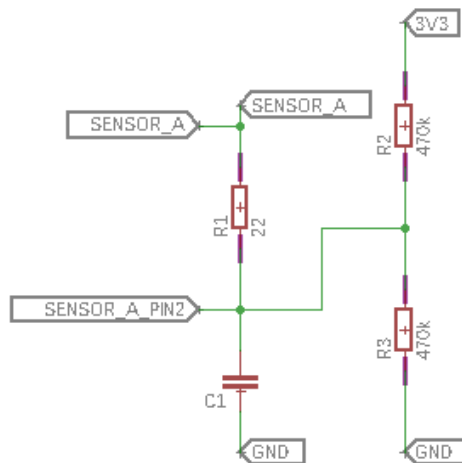 3V3
SENSOR_A
SENSOR_A
R2
470k
R1
22
SENSOR_A_PIN2
R3
470k
C1
GND
GND